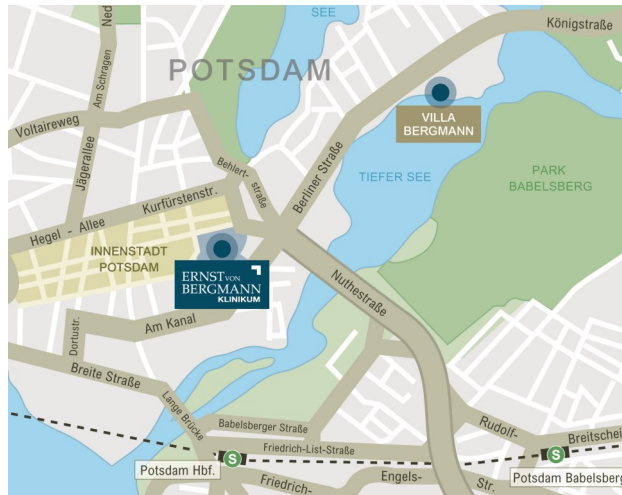 SEE
Königstraße
Ned
Am Schragen
POTSDAM
Voltaireweg
VILLA
BERGMANN
Jägerallee
Behlert-
straße
TIEFER SEE
PARK
BABELSBERG
Berliner Straße
Kurfürstenstr.
Hegel - Allee
INNENSTADT
POTSDAM
ERNST VON
BERGMANN
KLINIKUM
Nuthestraße
Am Kanal
Dortustr.
Breite Straße
Lange Brücke
Babelsberger Straße
Rudolf-
Breitschei
Friedrich-List-Straße
S
S
Potsdam Hbf.
Friedrich-
Engels-
Str.
Potsdam Babelsberg